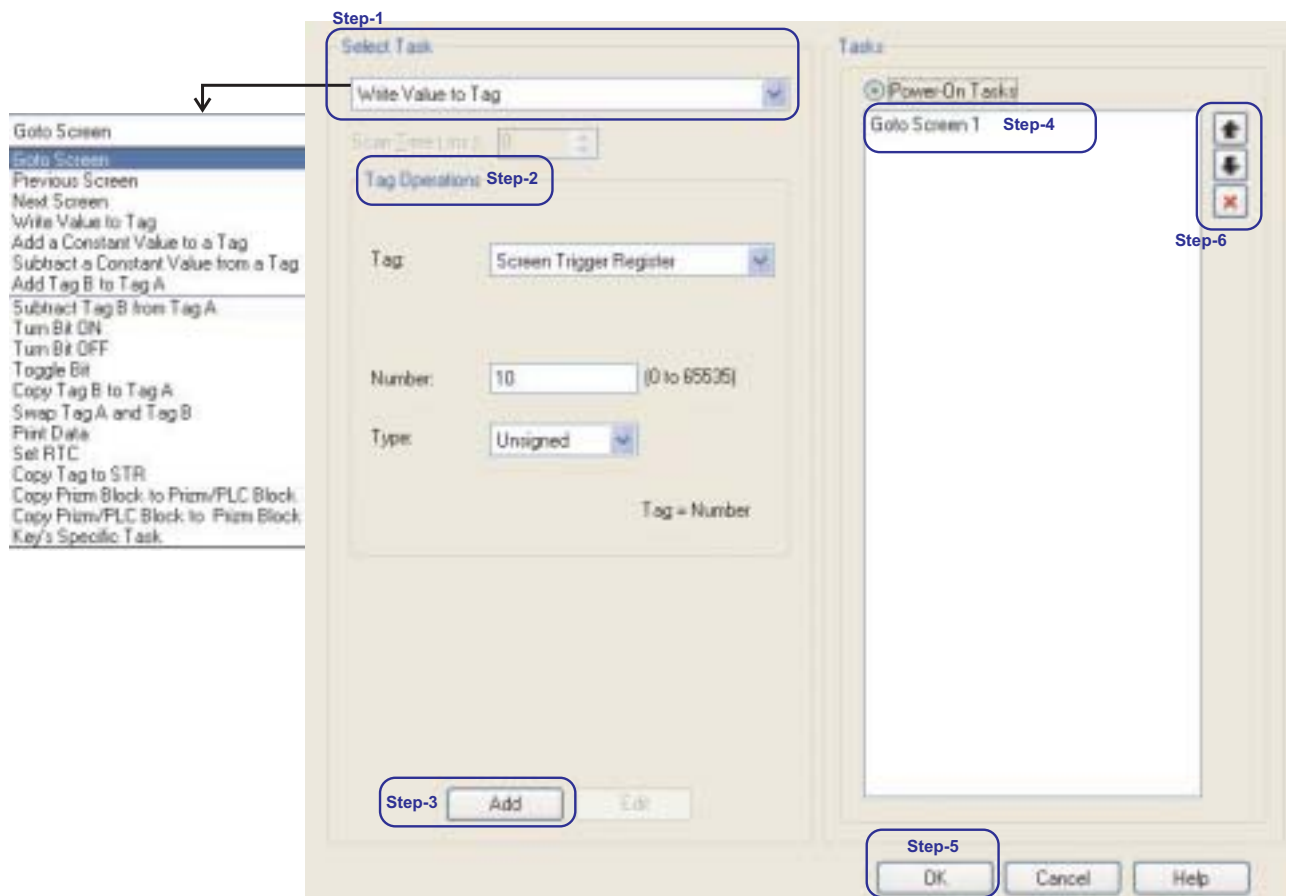 Step-1
Select Task
Write Value to Tag
Goto Screen
Goto Screen
Previous Screen
Next Screen
Write Value to Tag
Add a Constant Value to a Tag
Subtract a Constant Value from a Tag
Add Tag B to Tag A
Subtract Tag B from Tag A
Turn Bit ON
Turn Bit OFF
Toggle Bit
Copy Tag B to Tag A
Swap Tag A and Tag B
Print Data
Set RTC
Copy Tag to STR
Copy Prizm Block to Prizm/PLC Block
Copy Prizm/PLC Block to Prizm Block
Key's Specific Task
Scan Time 0
Tag Operations Step-2
Tag: Screen Trigger Register
Number: 10 (0 to 65535)
Type: Unsigned
Tag = Number
Step-3 Add Edit
Tasks
Power-On Tasks
Goto Screen 1 Step-4
Step-6
Step-5
OK Cancel Help